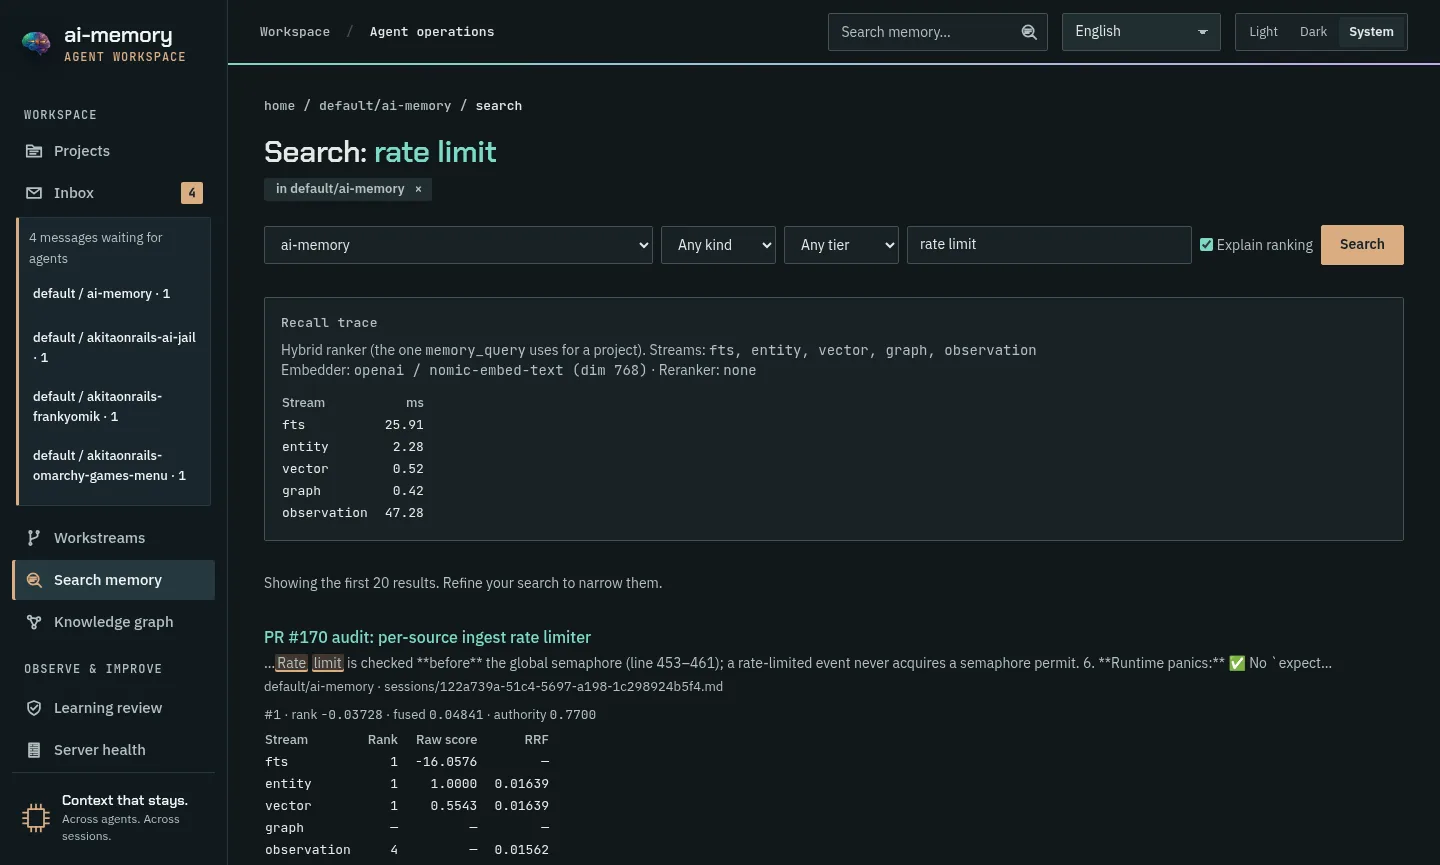 ai-memory
AGENT WORKSPACE
WORKSPACE
Projects
Inbox
4
4 messages waiting for
agents
default / ai-memory · 1
default / akitaonrails-ai-jail
· 1
default / akitaonrails-
frankyomik · 1
default / akitaonrails-
omarchy-games-menu · 1
Workstreams
Search memory
Knowledge graph
OBSERVE & IMPROVE
Learning review
Server health
Context that stays.
Across agents. Across
sessions.
Workspace / Agent operations
Search memory...
English
Light Dark System
home / default/ai-memory / search
Search: rate limit
in default/ai-memory ×
ai-memory
Any kind
Any tier
rate limit
Explain ranking
Search
Recall trace
Hybrid ranker (the one memory_query uses for a project). Streams: fts, entity, vector, graph, observation
Embedder: openai / nomic-embed-text (dim 768) · Reranker: none
Stream ms
fts 25.91
entity 2.28
vector 0.52
graph 0.42
observation 47.28
Showing the first 20 results. Refine your search to narrow them.
PR #170 audit: per-source ingest rate limiter
…Rate limit is checked **before** the global semaphore (line 453–461); a rate-limited event never acquires a semaphore permit. 6. **Runtime panics:** ✅ No `expect…
default/ai-memory · sessions/122a739a-51c4-5697-a198-1c298924b5f4.md
#1 · rank -0.03728 · fused 0.04841 · authority 0.7700
Stream Rank Raw score RRF
fts 1 -16.0576 —
entity 1 1.0000 0.01639
vector 1 0.5543 0.01639
graph — — —
observation 4 — 0.01562